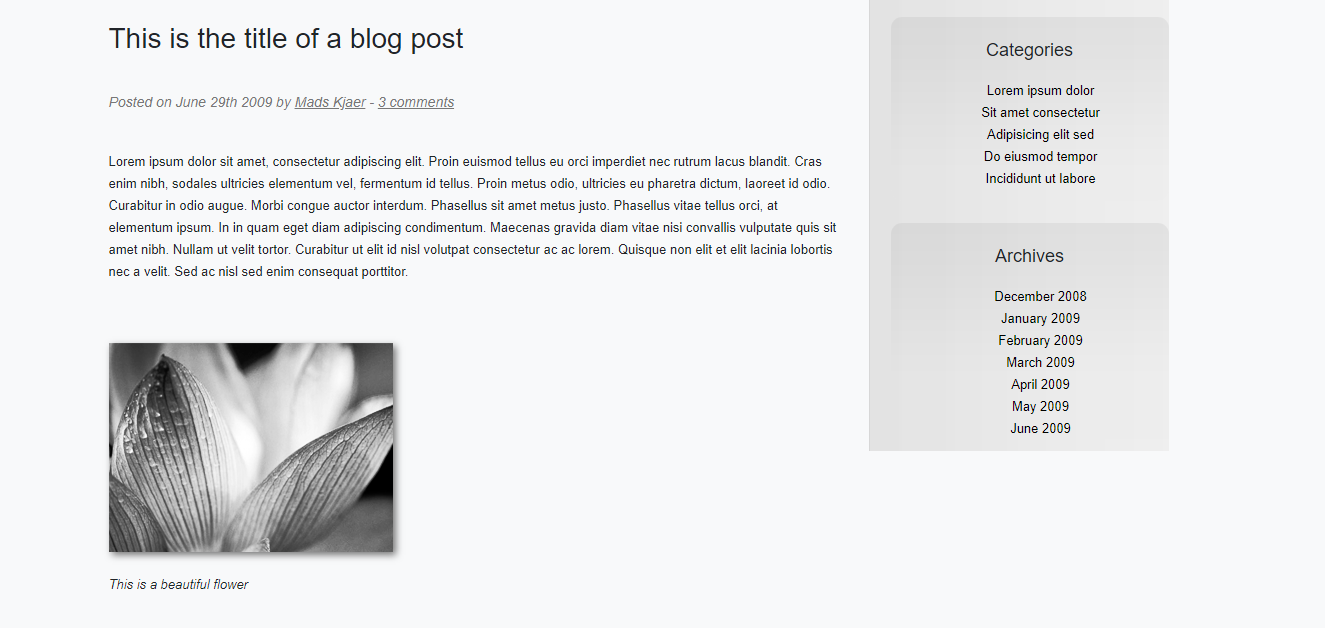 This is the title of a blog post
Posted on June 29th 2009 by Mads Kjaer - 3 comments
Lorem ipsum dolor sit amet, consectetur adipiscing elit. Proin euismod tellus eu orci imperdiet nec rutrum lacus blandit. Cras
enim nibh, sodales ultricies elementum vel, fermentum id tellus. Proin metus odio, ultricies eu pharetra dictum, laoreet id odio.
Curabitur in odio augue. Morbi congue auctor interdum. Phasellus sit amet metus justo. Phasellus vitae tellus orci, at
elementum ipsum. In in quam eget diam adipiscing condimentum. Maecenas gravida diam vitae nisi convallis vulputate quis sit
amet nibh. Nullam ut velit tortor. Curabitur ut elit id nisl volutpat consectetur ac ac lorem. Quisque non elit et elit lacinia lobortis
nec a velit. Sed ac nisl sed enim consequat porttitor.
This is a beautiful flower
Categories
Lorem ipsum dolor
Sit amet consectetur
Adipisicing elit sed
Do eiusmod tempor
Incididunt ut labore
Archives
December 2008
January 2009
February 2009
March 2009
April 2009
May 2009
June 2009